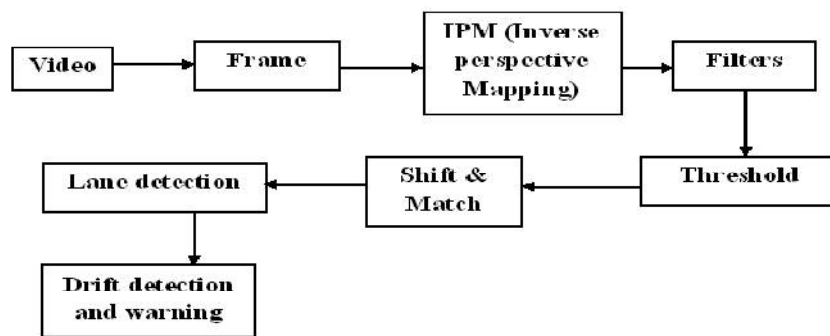 Video
Frame
IPM (Inverse
perspective
Mapping)
Filters
Threshold
Shift &
Match
Lane detection
Drift detection
and warning